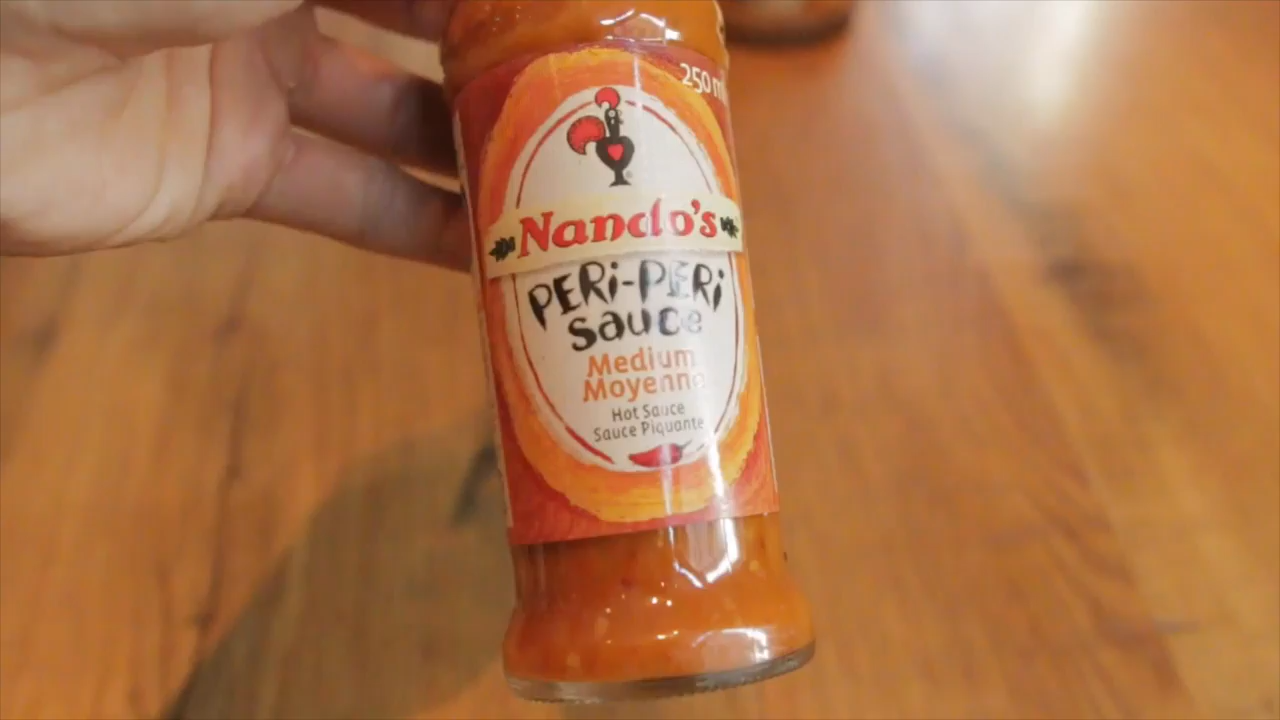 250 ml
Nando's
PERi-PERi
sauce
Medium
Moyenne
Hot Sauce
Sauce Piquante